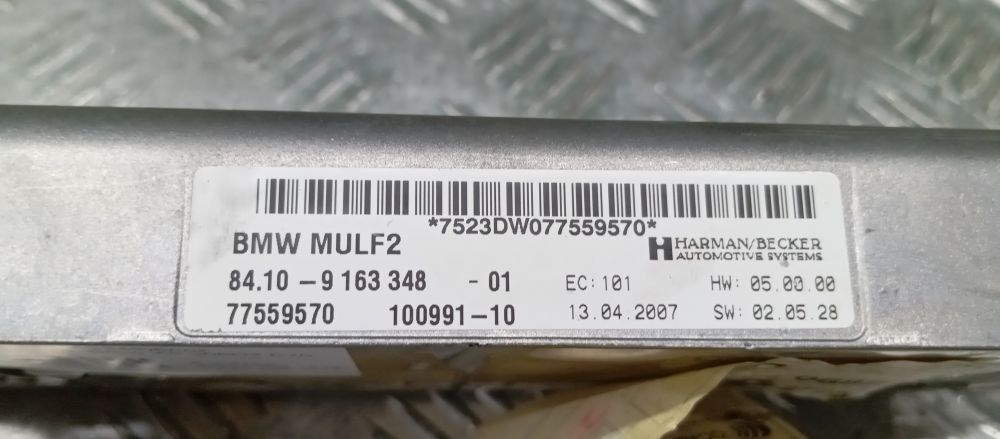 *7523DW077559570*
BMW MULF2
HARMAN/BECKER
AUTOMOTIVE SYSTEMS
84.10 - 9 163 348 - 01 EC: 101 HW: 05.00.00
77559570 100991-10 13.04.2007 SW: 02.05.28